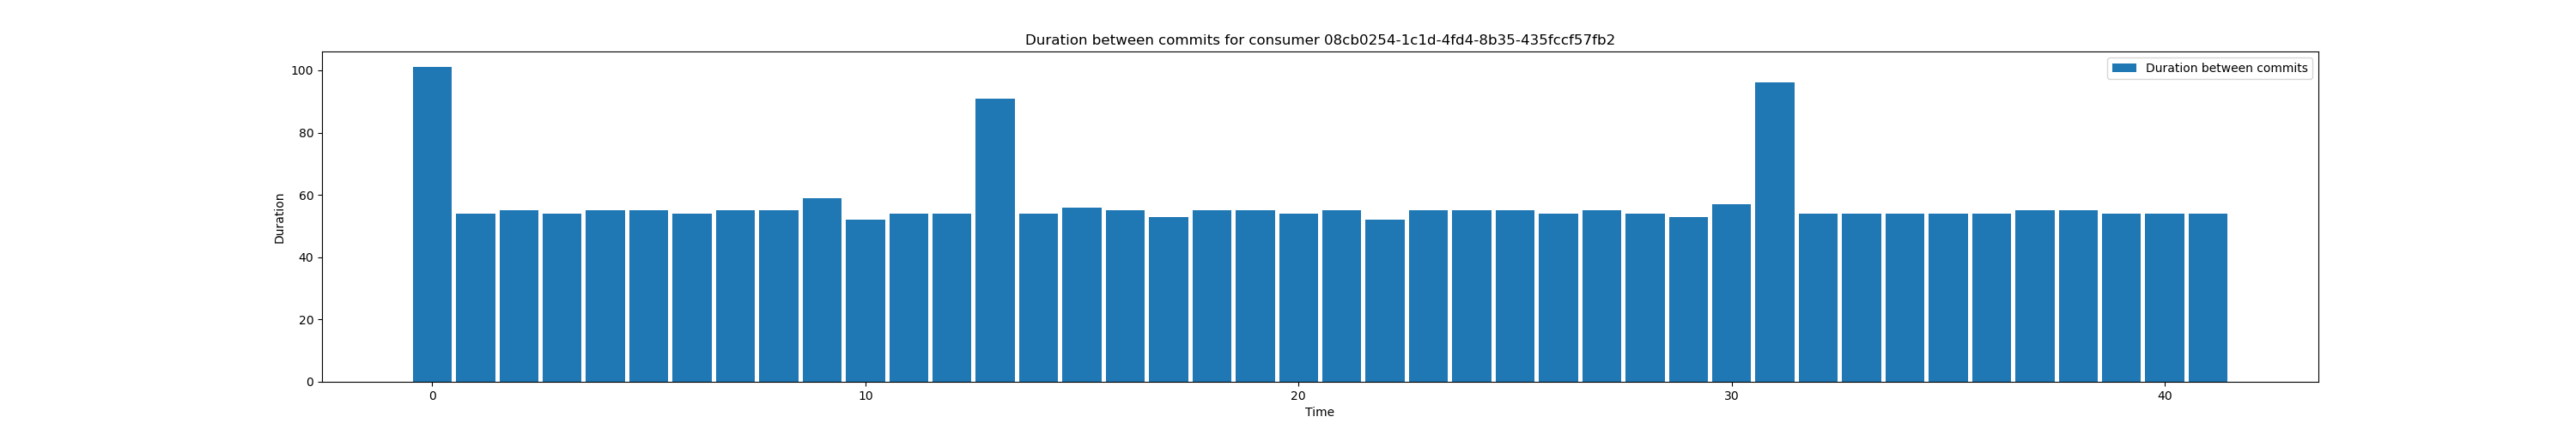 Duration between commits for consumer 08cb0254-1c1d-4fd4-8b35-435fccf57fb2
Duration between commits
100
80
60
40
20
0
Duration
0 10 20 30 40
Time